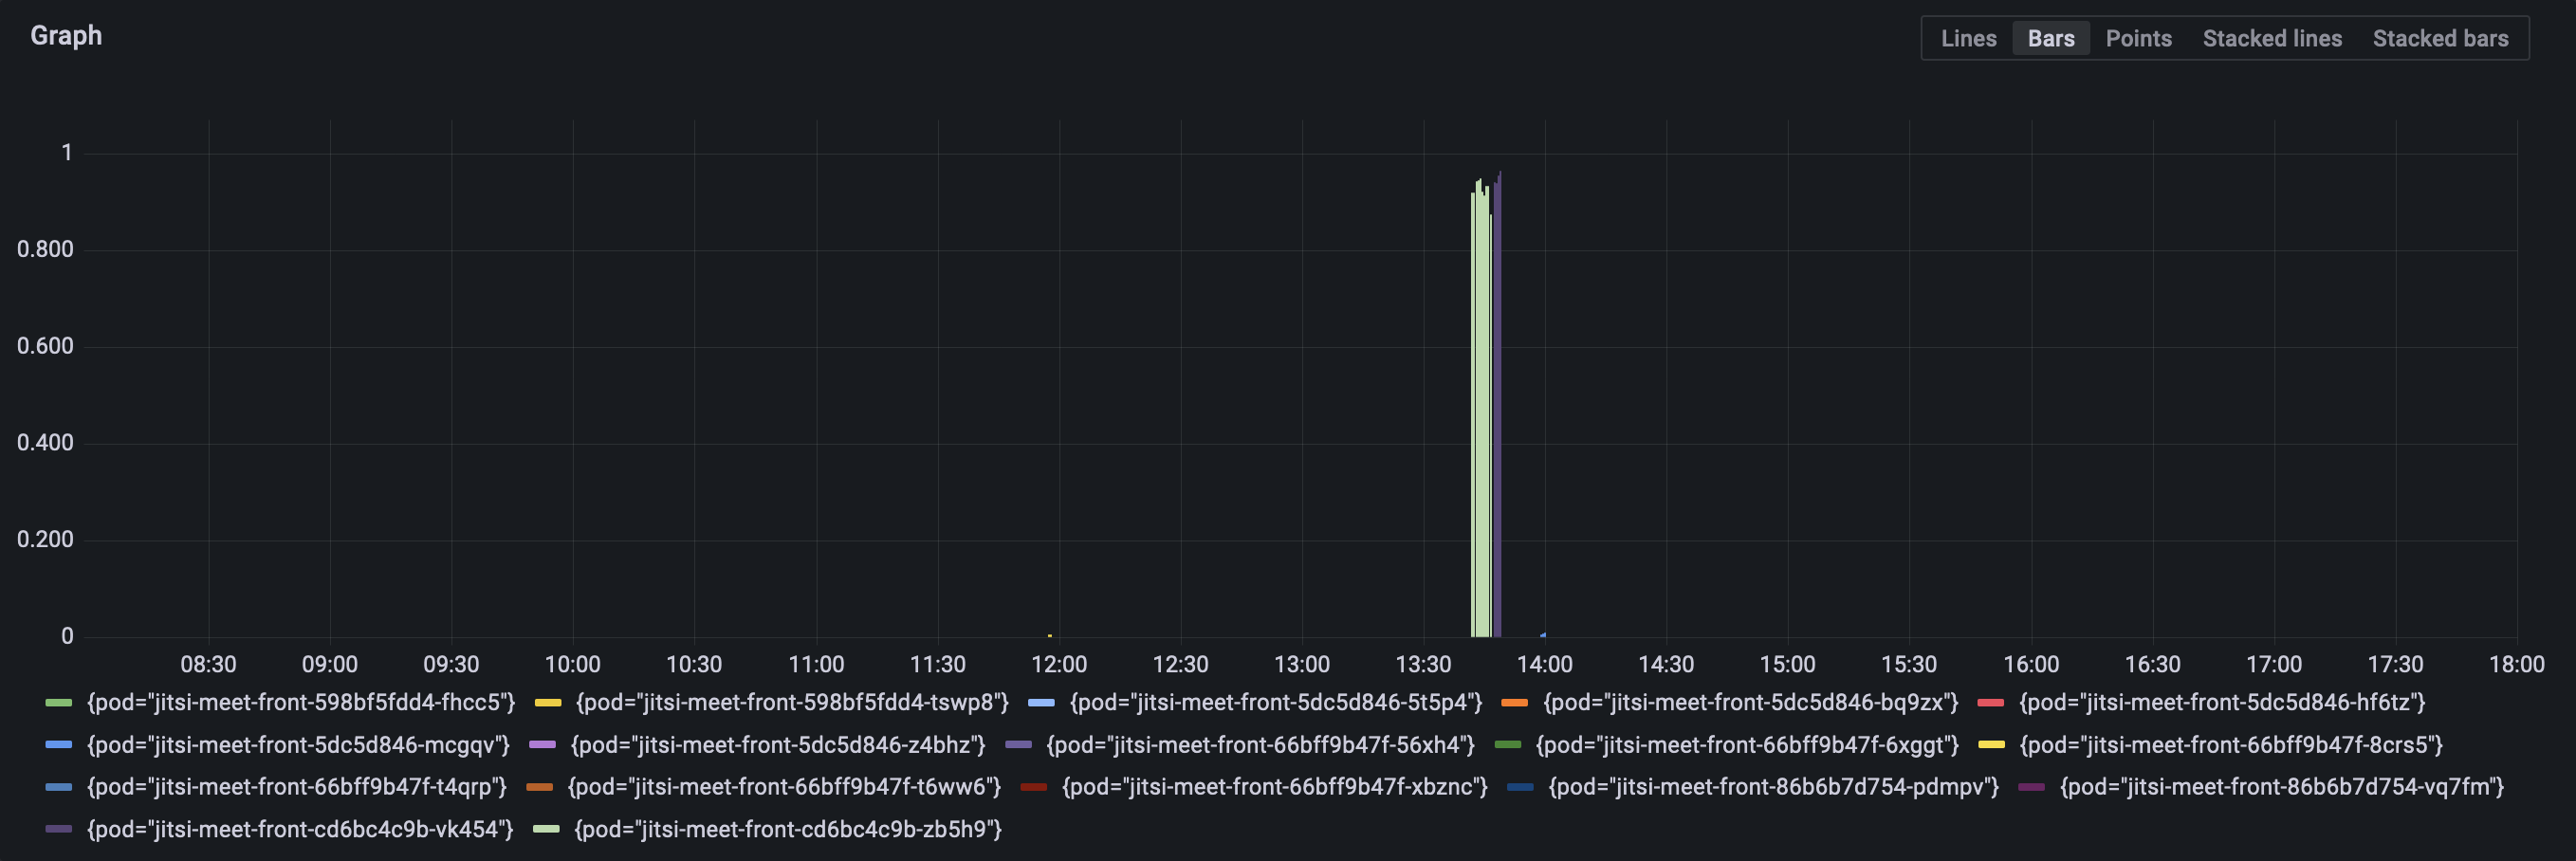 Graph
Lines Bars Points Stacked lines Stacked bars
1
0.800
0.600
0.400
0.200
0
08:30 09:00 09:30 10:00 10:30 11:00 11:30 12:00 12:30 13:00 13:30 14:00 14:30 15:00 15:30 16:00 16:30 17:00 17:30 18:00
{pod="jitsi-meet-front-598bf5fdd4-fhcc5"} {pod="jitsi-meet-front-598bf5fdd4-tswp8"} {pod="jitsi-meet-front-5dc5d846-5t5p4"} {pod="jitsi-meet-front-5dc5d846-bq9zx"} {pod="jitsi-meet-front-5dc5d846-hf6tz"}
{pod="jitsi-meet-front-5dc5d846-mcgqv"} {pod="jitsi-meet-front-5dc5d846-z4bhz"} {pod="jitsi-meet-front-66bff9b47f-56xh4"} {pod="jitsi-meet-front-66bff9b47f-6xggt"} {pod="jitsi-meet-front-66bff9b47f-8crs5"}
{pod="jitsi-meet-front-66bff9b47f-t4qrp"} {pod="jitsi-meet-front-66bff9b47f-t6ww6"} {pod="jitsi-meet-front-66bff9b47f-xbznc"} {pod="jitsi-meet-front-86b6b7d754-pdmpv"} {pod="jitsi-meet-front-86b6b7d754-vq7fm"}
{pod="jitsi-meet-front-cd6bc4c9b-vk454"} {pod="jitsi-meet-front-cd6bc4c9b-zb5h9"}